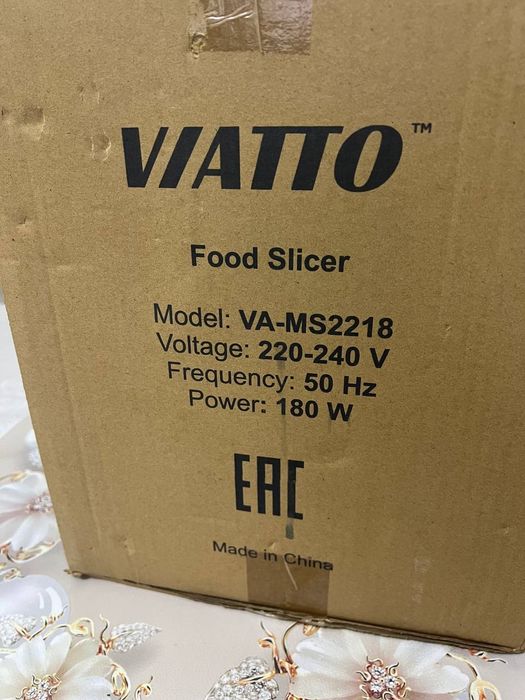 VIATTO™
Food Slicer
Model: VA-MS2218
Voltage: 220-240 V
Frequency: 50 Hz
Power: 180 W
EAC
Made in China